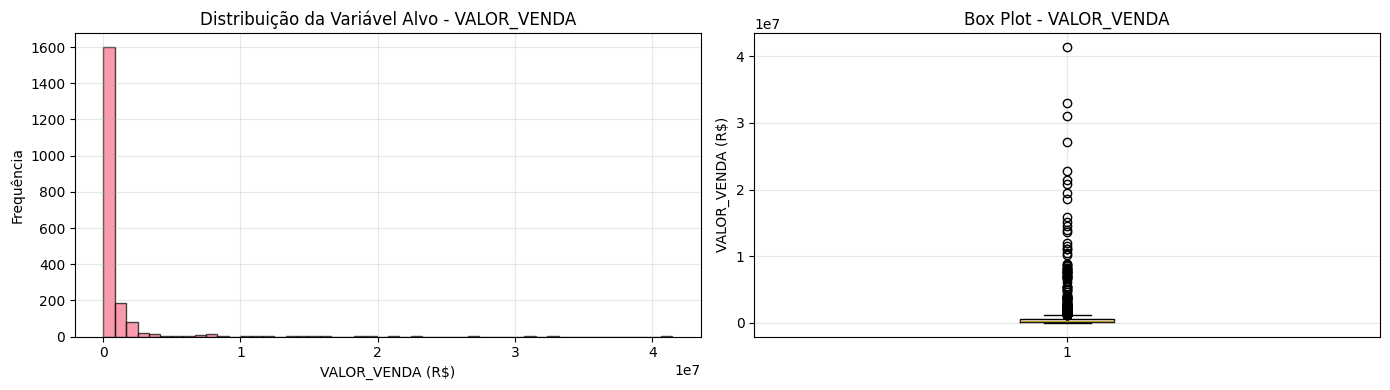 Distribuição da Variável Alvo - VALOR_VENDA
Frequência
1600
1400
1200
1000
800
600
400
200
0
0
1
2
3
4
1e7
VALOR_VENDA (R$)
Box Plot - VALOR_VENDA
1e7
VALOR_VENDA (R$)
4
3
2
1
0
1